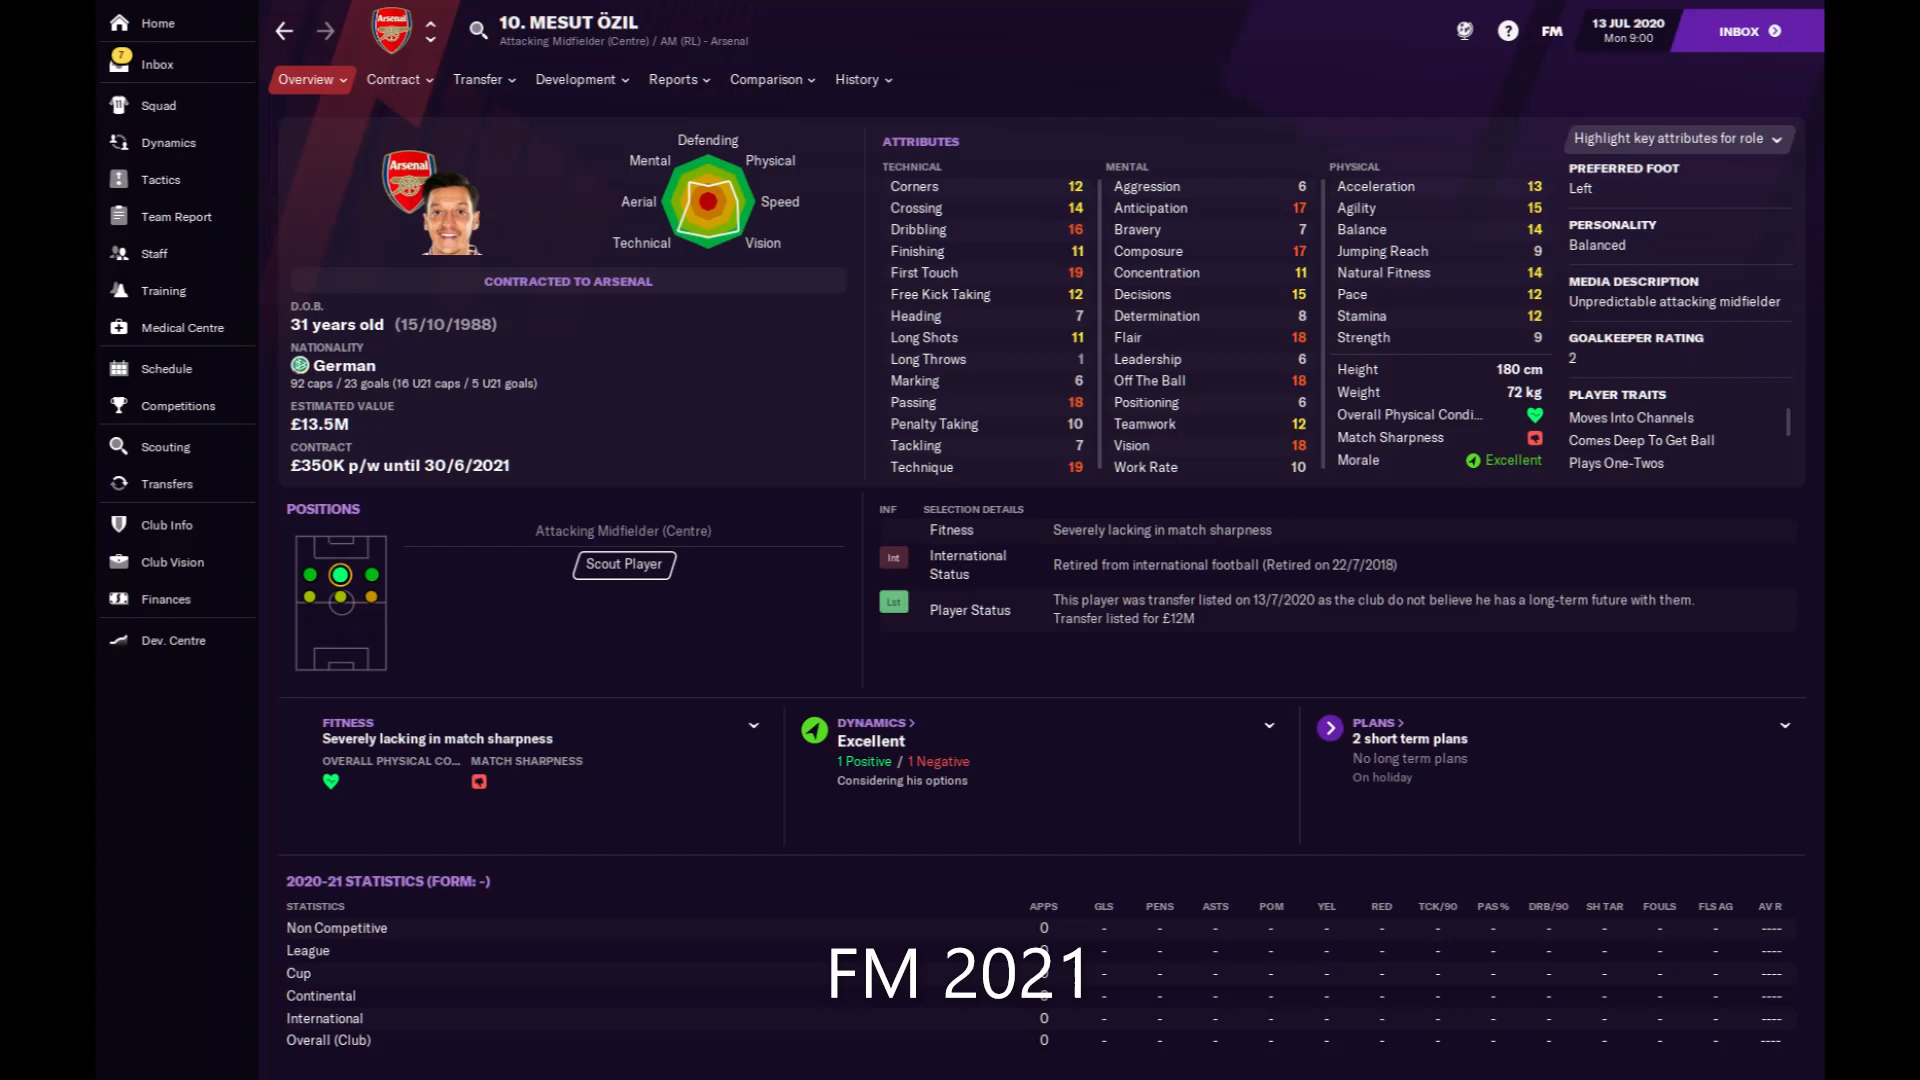 Home
Inbox
7
Squad
Dynamics
Tactics
Team Report
Staff
Training
Medical Centre
Schedule
Competitions
Scouting
Transfers
Club Info
Club Vision
Finances
Dev. Centre
Arsenal
10. MESUT ÖZIL
Attacking Midfielder (Centre) / AM (RL) - Arsenal
FM
13 JUL 2020
Mon 9:00
INBOX
Overview Contract Transfer Development Reports Comparison History
Arsenal
Defending
Mental Physical
Aerial Speed
Technical Vision
CONTRACTED TO ARSENAL
D.O.B.
31 years old (15/10/1988)
NATIONALITY
German
92 caps / 23 goals (16 U21 caps / 5 U21 goals)
ESTIMATED VALUE
£13.5M
CONTRACT
£350K p/w until 30/6/2021
ATTRIBUTES
TECHNICAL
Corners 12
Crossing 14
Dribbling 16
Finishing 11
First Touch 19
Free Kick Taking 12
Heading 7
Long Shots 11
Long Throws 1
Marking 6
Passing 18
Penalty Taking 10
Tackling 7
Technique 19
MENTAL
Aggression 6
Anticipation 17
Bravery 7
Composure 17
Concentration 11
Decisions 15
Determination 8
Flair 18
Leadership 6
Off The Ball 18
Positioning 6
Teamwork 12
Vision 18
Work Rate 10
PHYSICAL
Acceleration 13
Agility 15
Balance 14
Jumping Reach 9
Natural Fitness 14
Pace 12
Stamina 12
Strength 9
Height 180 cm
Weight 72 kg
Overall Physical Condi...
Match Sharpness
Morale Excellent
Highlight key attributes for role
PREFERRED FOOT
Left
PERSONALITY
Balanced
MEDIA DESCRIPTION
Unpredictable attacking midfielder
GOALKEEPER RATING
2
PLAYER TRAITS
Moves Into Channels
Comes Deep To Get Ball
Plays One-Twos
POSITIONS
Attacking Midfielder (Centre)
Scout Player
INF SELECTION DETAILS
Fitness Severely lacking in match sharpness
Int International Status Retired from international football (Retired on 22/7/2018)
Lst Player Status This player was transfer listed on 13/7/2020 as the club do not believe he has a long-term future with them.
Transfer listed for £12M
FITNESS
Severely lacking in match sharpness
OVERALL PHYSICAL CO... MATCH SHARPNESS
DYNAMICS >
Excellent
1 Positive / 1 Negative
Considering his options
PLANS >
2 short term plans
No long term plans
On holiday
2020-21 STATISTICS (FORM: -)
STATISTICS APPS GLS PENS ASTS POM YEL RED TCK/90 PAS % DRB/90 SH TAR FOULS FLS AG AV R
Non Competitive 0 - - - - - - - - - - - - ----
League - - - - - - - - - - - - ----
Cup - - - - - - - - - - - - ----
Continental - - - - - - - - - - - - ----
International 0 - - - - - - - - - - - - ----
Overall (Club) 0 - - - - - - - - - - - - ----
FM 2021